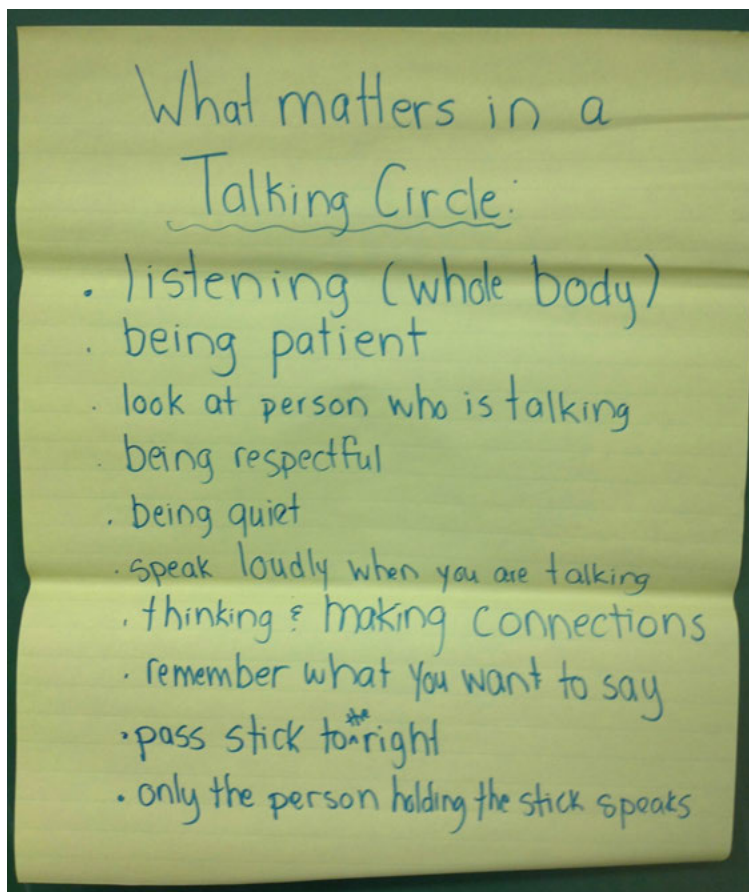 What matters in a
Talking Circle:
• listening (whole body)
• being patient
• look at person who is talking
• being respectful
• being quiet
• speak loudly when you are talking
• thinking & making connections
• remember what you want to say
• pass stick to the right
• only the person holding the stick speaks